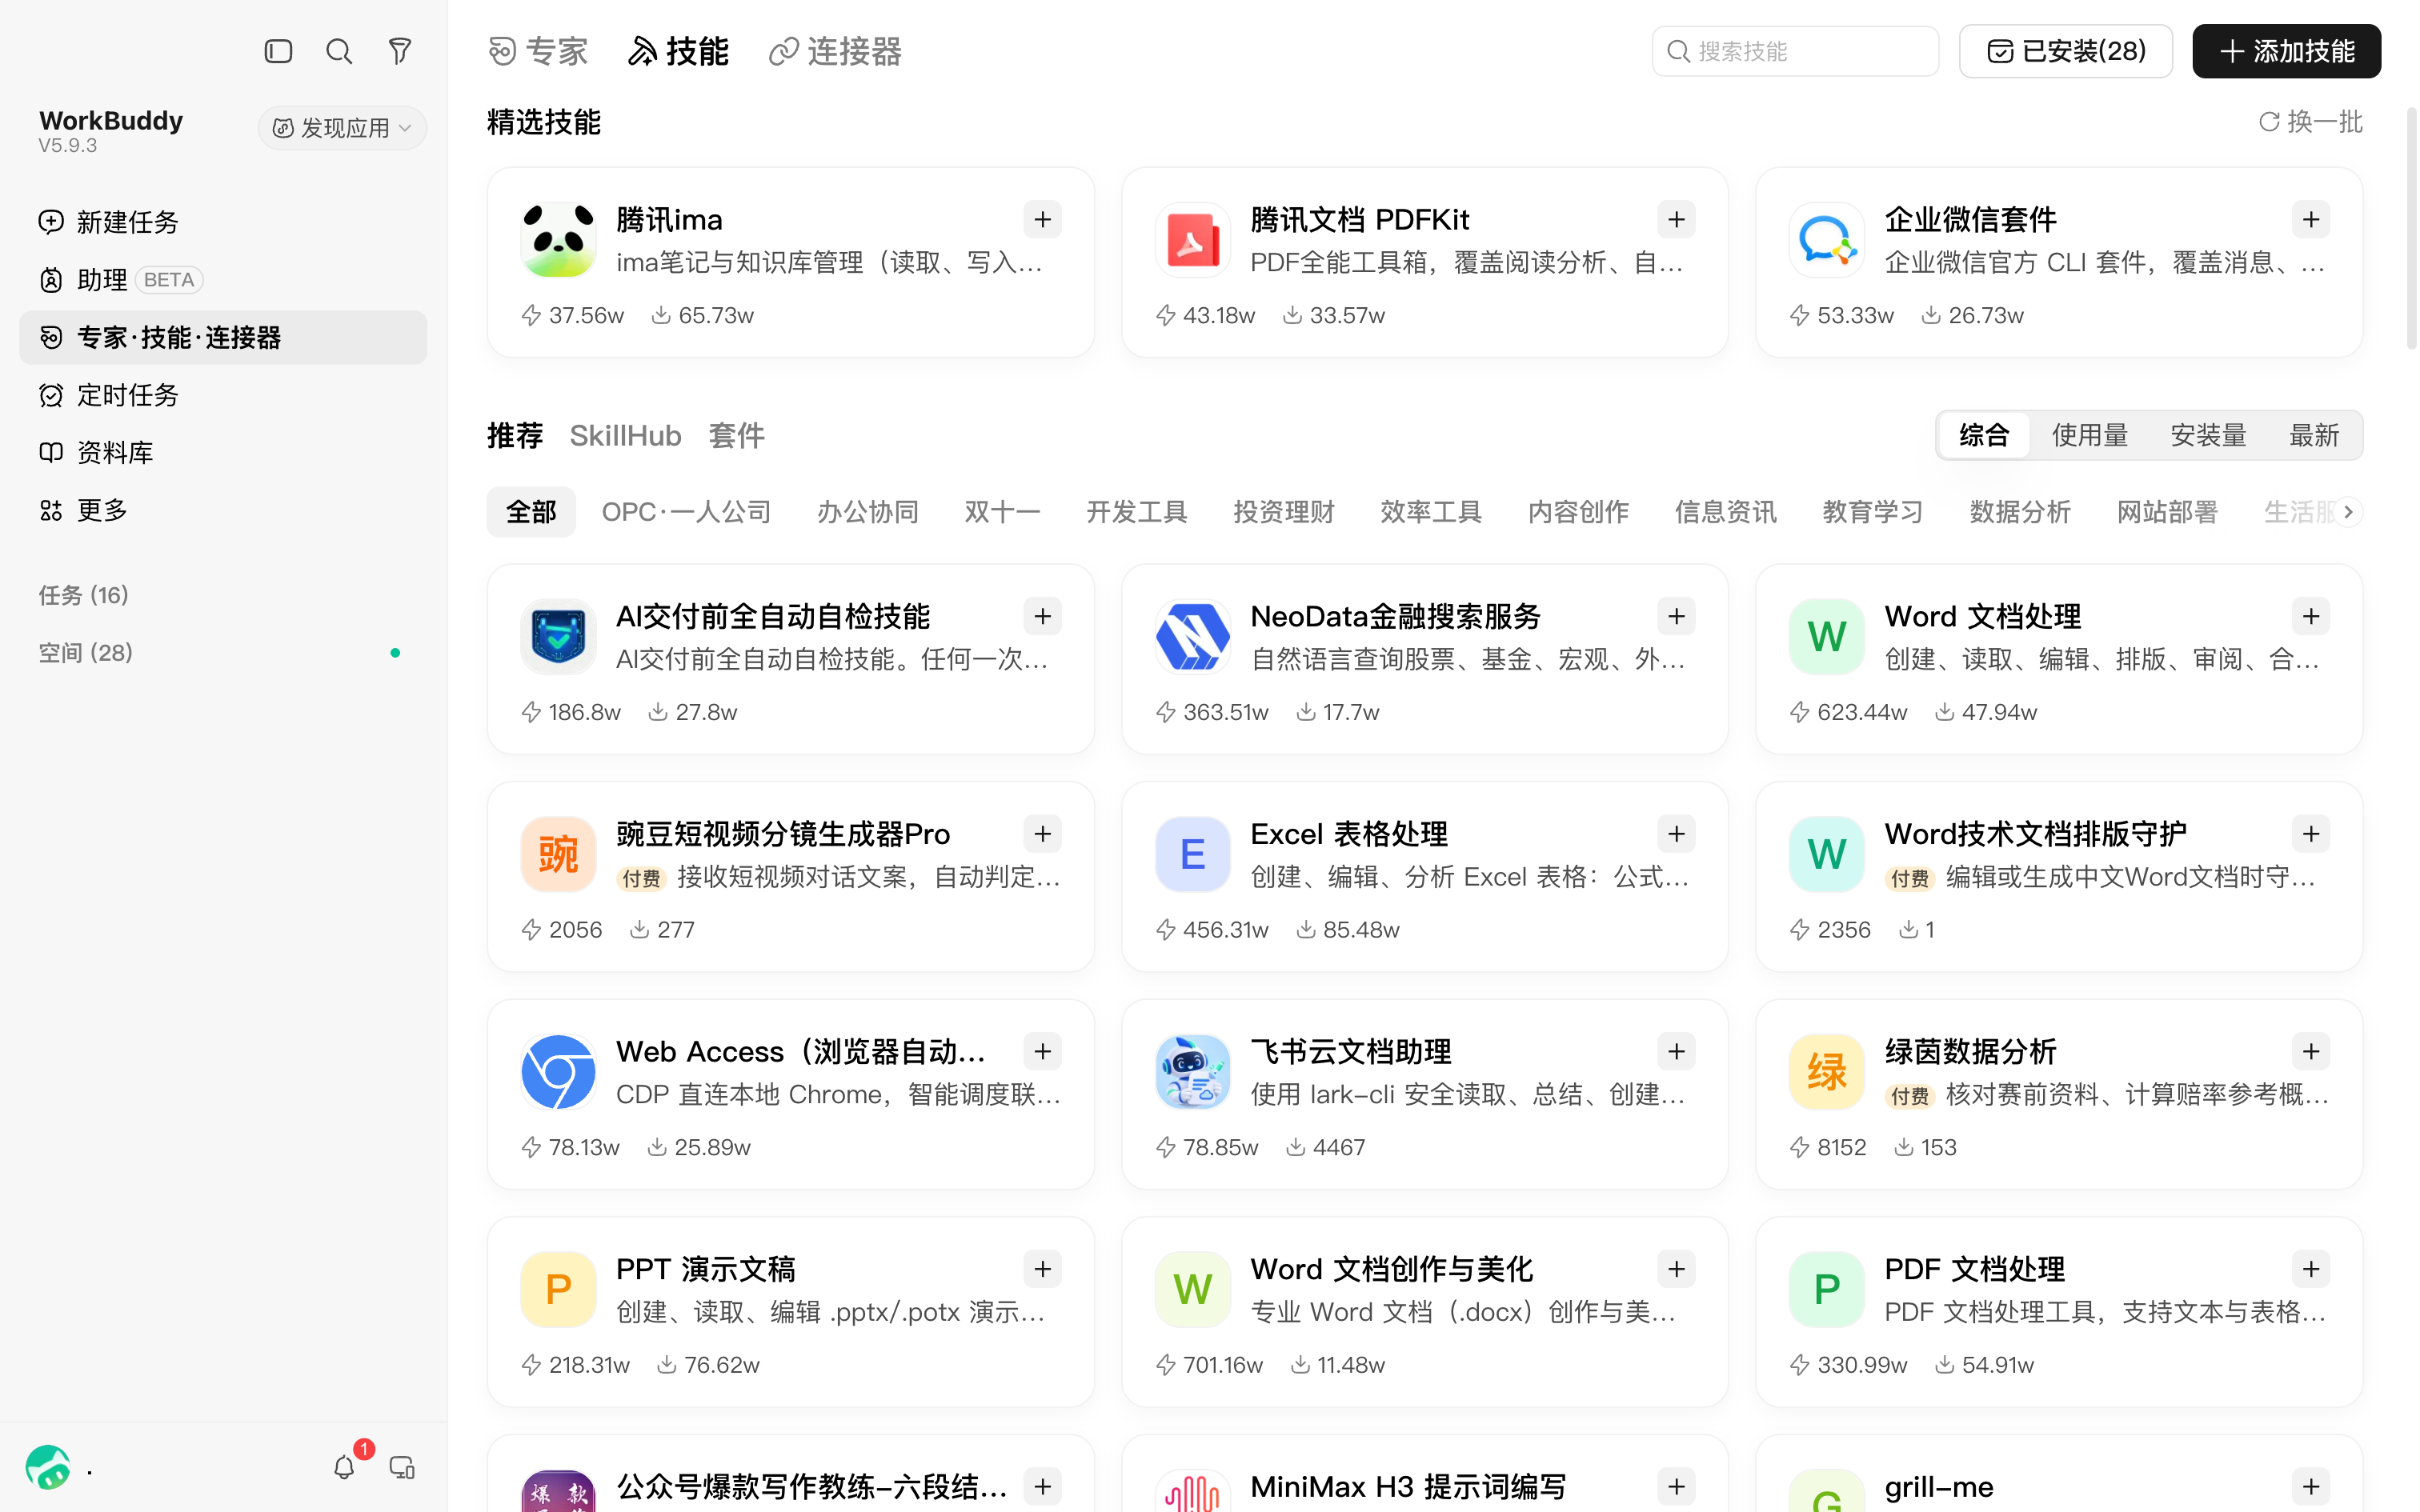 WorkBuddy
V5.9.3
发现应用
新建任务
助理 BETA
专家·技能·连接器
定时任务
资料库
更多
任务 (16)
空间 (28)
.
1
专家 技能 连接器
搜索技能
已安装(28)
添加技能
精选技能
换一批
腾讯ima
ima笔记与知识库管理（读取、写入...
37.56w 65.73w
腾讯文档 PDFKit
PDF全能工具箱，覆盖阅读分析、自...
43.18w 33.57w
企业微信套件
企业微信官方 CLI 套件，覆盖消息、...
53.33w 26.73w
推荐 SkillHub 套件
综合 使用量 安装量 最新
全部 OPC·一人公司 办公协同 双十一 开发工具 投资理财 效率工具 内容创作 信息资讯 教育学习 数据分析 网站部署 生活服
AI交付前全自动自检技能
AI交付前全自动自检技能。任何一次...
186.8w 27.8w
NeoData金融搜索服务
自然语言查询股票、基金、宏观、外...
363.51w 17.7w
W
Word 文档处理
创建、读取、编辑、排版、审阅、合...
623.44w 47.94w
豌
豌豆短视频分镜生成器Pro
付费 接收短视频对话文案，自动判定...
2056 277
E
Excel 表格处理
创建、编辑、分析 Excel 表格：公式...
456.31w 85.48w
W
Word技术文档排版守护
付费 编辑或生成中文Word文档时守...
2356 1
Web Access（浏览器自动...
CDP 直连本地 Chrome，智能调度联...
78.13w 25.89w
飞书云文档助理
使用 lark-cli 安全读取、总结、创建...
78.85w 4467
绿
绿茵数据分析
付费 核对赛前资料、计算赔率参考概...
8152 153
P
PPT 演示文稿
创建、读取、编辑 .pptx/.potx 演示...
218.31w 76.62w
W
Word 文档创作与美化
专业 Word 文档（.docx）创作与美...
701.16w 11.48w
P
PDF 文档处理
PDF 文档处理工具，支持文本与表格...
330.99w 54.91w
爆款
公众号爆款写作教练-六段结...
MiniMax H3 提示词编写
G
grill-me